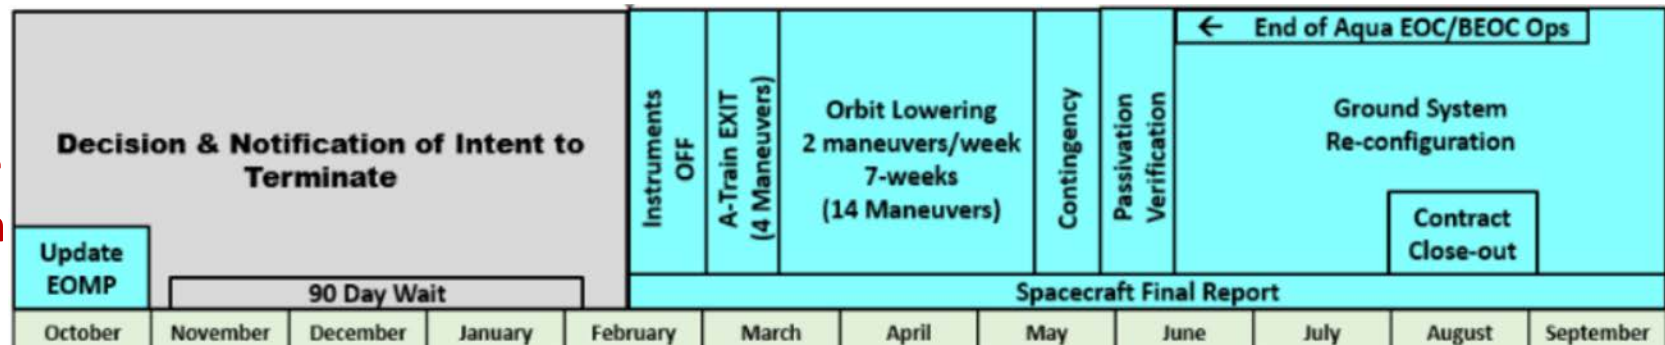 Decision & Notification of Intent to
Terminate
Update
EOMP
90 Day Wait
Instruments
OFF
A-Train EXIT
(4 Maneuvers)
Orbit Lowering
2 maneuvers/week
7-weeks
(14 Maneuvers)
Contingency
Passivation
Verification
← End of Aqua EOC/BEOC Ops
Ground System
Re-configuration
Contract
Close-out
Spacecraft Final Report
October November December January February March April May June July August September